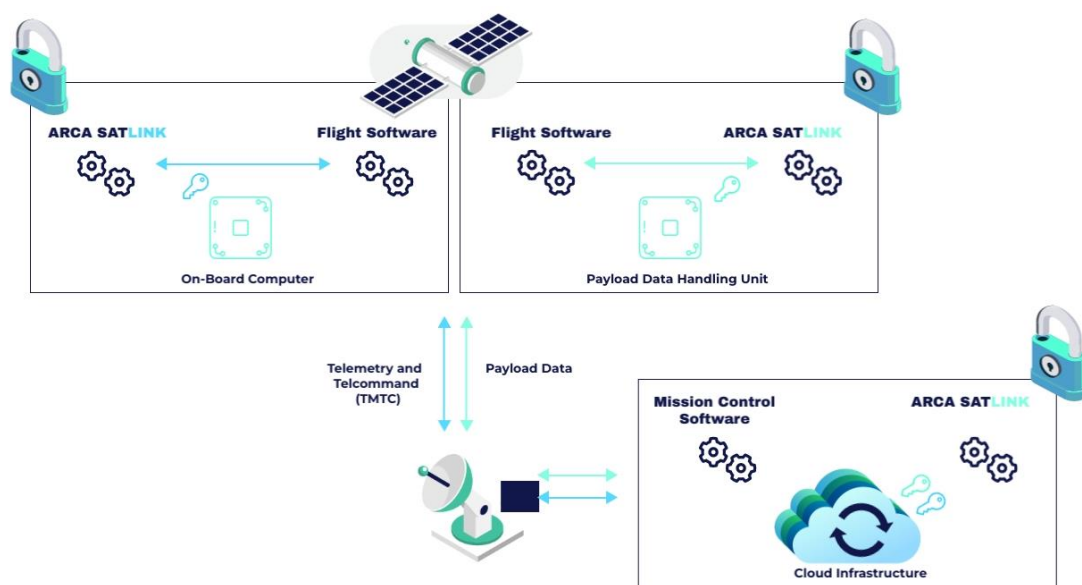 ARCA SATLINK
Flight Software
Flight Software
ARCA SATLINK
On-Board Computer
Payload Data Handling Unit
Telemetry and
Telcommand
(TMTC)
Payload Data
Mission Control
Software
ARCA SATLINK
Cloud Infrastructure